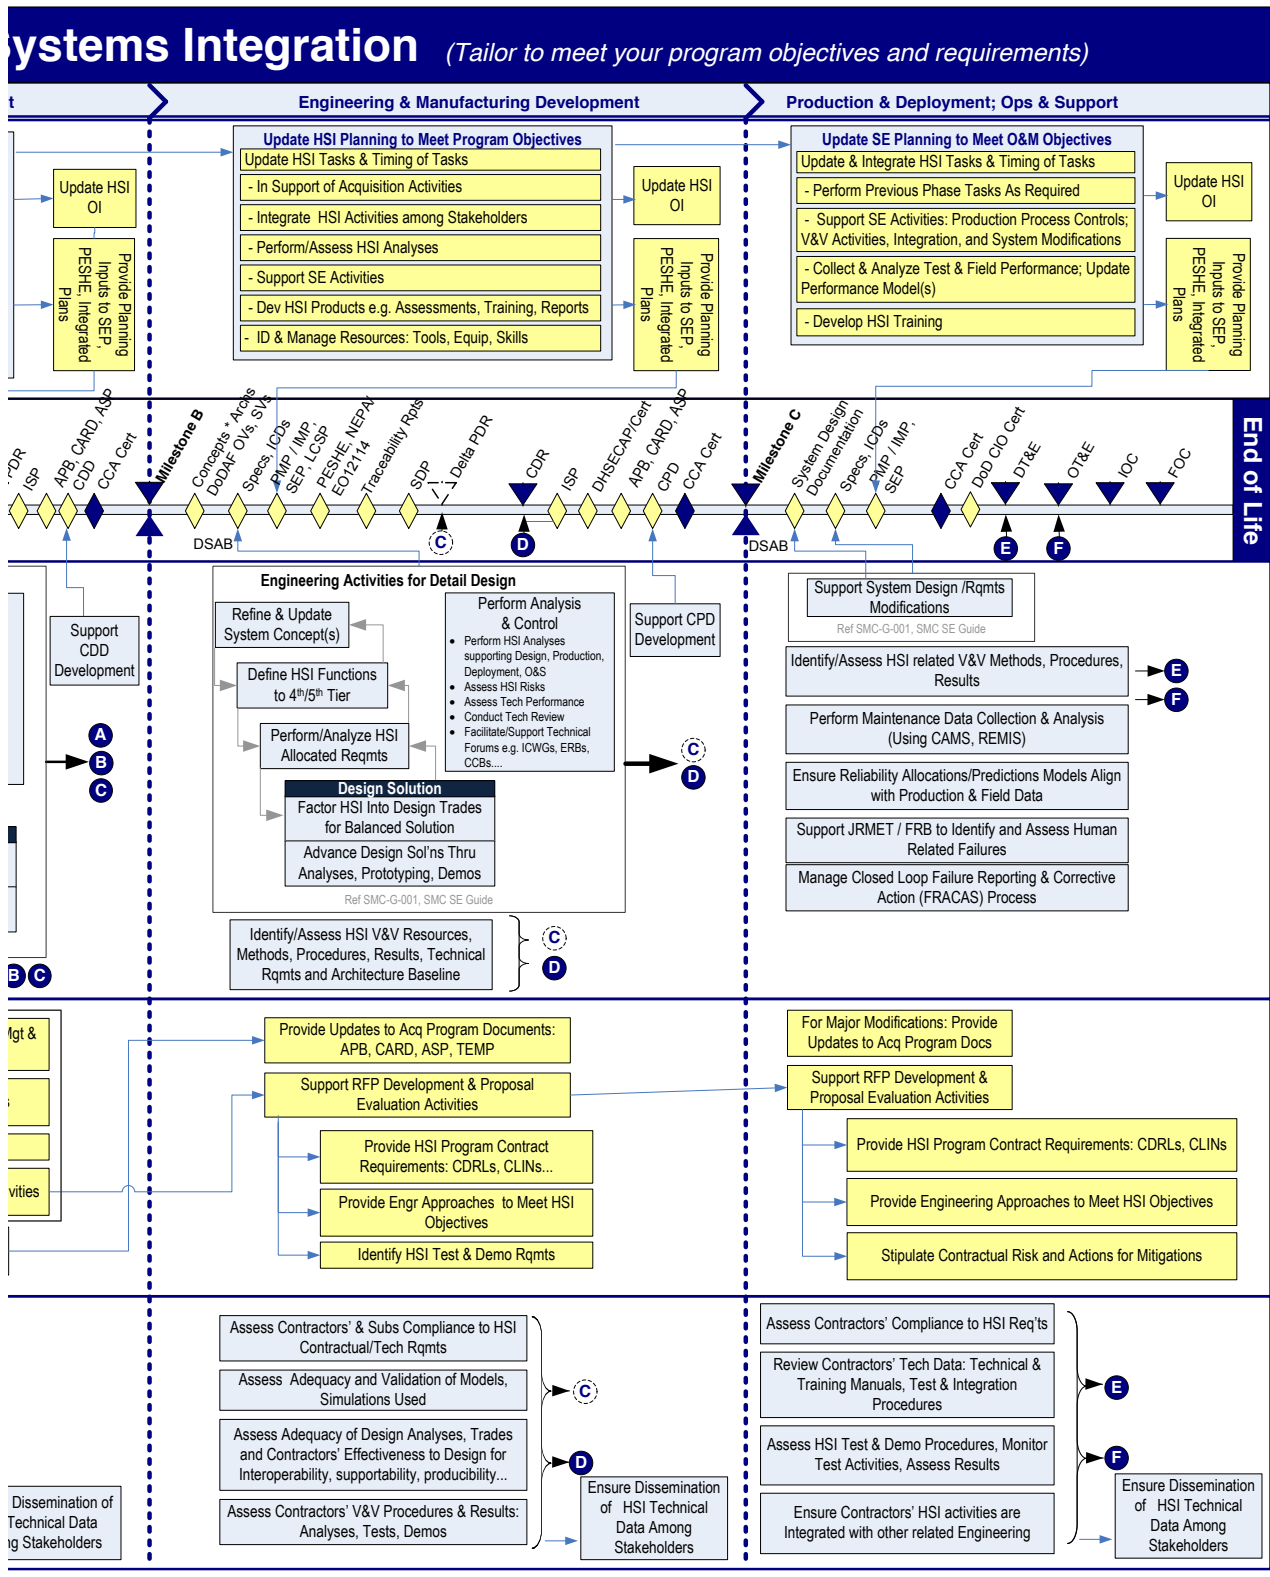 Systems Integration (Tailor to meet your program objectives and requirements)
t
Engineering & Manufacturing Development
Production & Deployment; Ops & Support
Update HSI
OI
Provide Planning
Inputs to SEP,
PESHE, Integrated
Plans
Update HSI Planning to Meet Program Objectives
Update HSI Tasks & Timing of Tasks
- In Support of Acquisition Activities
- Integrate HSI Activities among Stakeholders
- Perform/Assess HSI Analyses
- Support SE Activities
- Dev HSI Products e.g. Assessments, Training, Reports
- ID & Manage Resources: Tools, Equip, Skills
Update HSI
OI
Provide Planning
Inputs to SEP,
PESHE, Integrated
Plans
Update SE Planning to Meet O&M Objectives
Update & Integrate HSI Tasks & Timing of Tasks
- Perform Previous Phase Tasks As Required
- Support SE Activities: Production Process Controls;
V&V Activities, Integration, and System Modifications
- Collect & Analyze Test & Field Performance; Update
Performance Model(s)
- Develop HSI Training
Update HSI
OI
Provide Planning
Inputs to SEP,
PESHE, Integrated
Plans
PDR
ISP
APB, CARD, ASP
CDD
CCA Cert
Milestone B
Concepts * Archs
DoDAF OVs, SVs
Specs, ICDs
PMP / IMP,
SEP, LCSP
PESHE, NEPA/
EO12114
Traceability Rpts
SDP
Delta PDR
CDR
ISP
DHSECAP/Cert
APB, CARD, ASP
CPD
CCA Cert
Milestone C
System Design
Documentation
Specs, ICDs
PMP / IMP,
SEP
CCA Cert
DoD CIO Cert
DT&E
OT&E
IOC
FOC
End of Life
DSAB
C
D
DSAB
E
F
Support
CDD
Development
A
B
C
B C
Engineering Activities for Detail Design
Refine & Update
System Concept(s)
Define HSI Functions
to 4th/5th Tier
Perform/Analyze HSI
Allocated Reqmts
Design Solution
Factor HSI Into Design Trades
for Balanced Solution
Advance Design Sol'ns Thru
Analyses, Prototyping, Demos
Ref SMC-G-001, SMC SE Guide
Perform Analysis
& Control
• Perform HSI Analyses
supporting Design, Production,
Deployment, O&S
• Assess HSI Risks
• Assess Tech Performance
• Conduct Tech Review
• Facilitate/Support Technical
Forums e.g. ICWGs, ERBs,
CCBs....
Support CPD
Development
C
D
Identify/Assess HSI V&V Resources,
Methods, Procedures, Results, Technical
Rqmts and Architecture Baseline
C
D
Support System Design /Rqmts
Modifications
Ref SMC-G-001, SMC SE Guide
Identify/Assess HSI related V&V Methods, Procedures,
Results
E
F
Perform Maintenance Data Collection & Analysis
(Using CAMS, REMIS)
Ensure Reliability Allocations/Predictions Models Align
with Production & Field Data
Support JRMET / FRB to Identify and Assess Human
Related Failures
Manage Closed Loop Failure Reporting & Corrective
Action (FRACAS) Process
Mgt &
s
vities
Provide Updates to Acq Program Documents:
APB, CARD, ASP, TEMP
Support RFP Development & Proposal
Evaluation Activities
Provide HSI Program Contract
Requirements: CDRLs, CLINs...
Provide Engr Approaches to Meet HSI
Objectives
Identify HSI Test & Demo Rqmts
For Major Modifications: Provide
Updates to Acq Program Docs
Support RFP Development &
Proposal Evaluation Activities
Provide HSI Program Contract Requirements: CDRLs, CLINs
Provide Engineering Approaches to Meet HSI Objectives
Stipulate Contractual Risk and Actions for Mitigations
Dissemination of
Technical Data
ng Stakeholders
Assess Contractors' & Subs Compliance to HSI
Contractual/Tech Rqmts
Assess Adequacy and Validation of Models,
Simulations Used
Assess Adequacy of Design Analyses, Trades
and Contractors' Effectiveness to Design for
Interoperability, supportability, producibility...
Assess Contractors' V&V Procedures & Results:
Analyses, Tests, Demos
C
D
Ensure Dissemination
of HSI Technical
Data Among
Stakeholders
Assess Contractors' Compliance to HSI Req'ts
Review Contractors' Tech Data: Technical &
Training Manuals, Test & Integration
Procedures
Assess HSI Test & Demo Procedures, Monitor
Test Activities, Assess Results
Ensure Contractors' HSI activities are
Integrated with other related Engineering
E
F
Ensure Dissemination
of HSI Technical
Data Among
Stakeholders